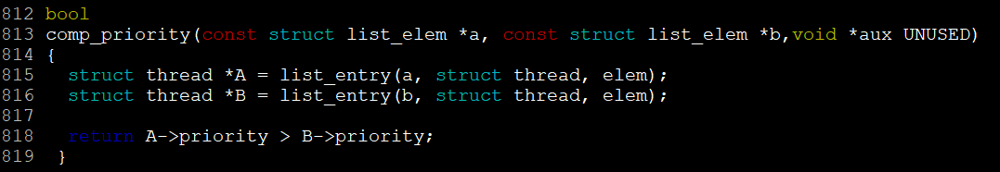 812 bool
813 comp_priority(const struct list_elem *a, const struct list_elem *b,void *aux UNUSED)
814 {
815   struct thread *A = list_entry(a, struct thread, elem);
816   struct thread *B = list_entry(b, struct thread, elem);
817
818   return A->priority > B->priority;
819  }